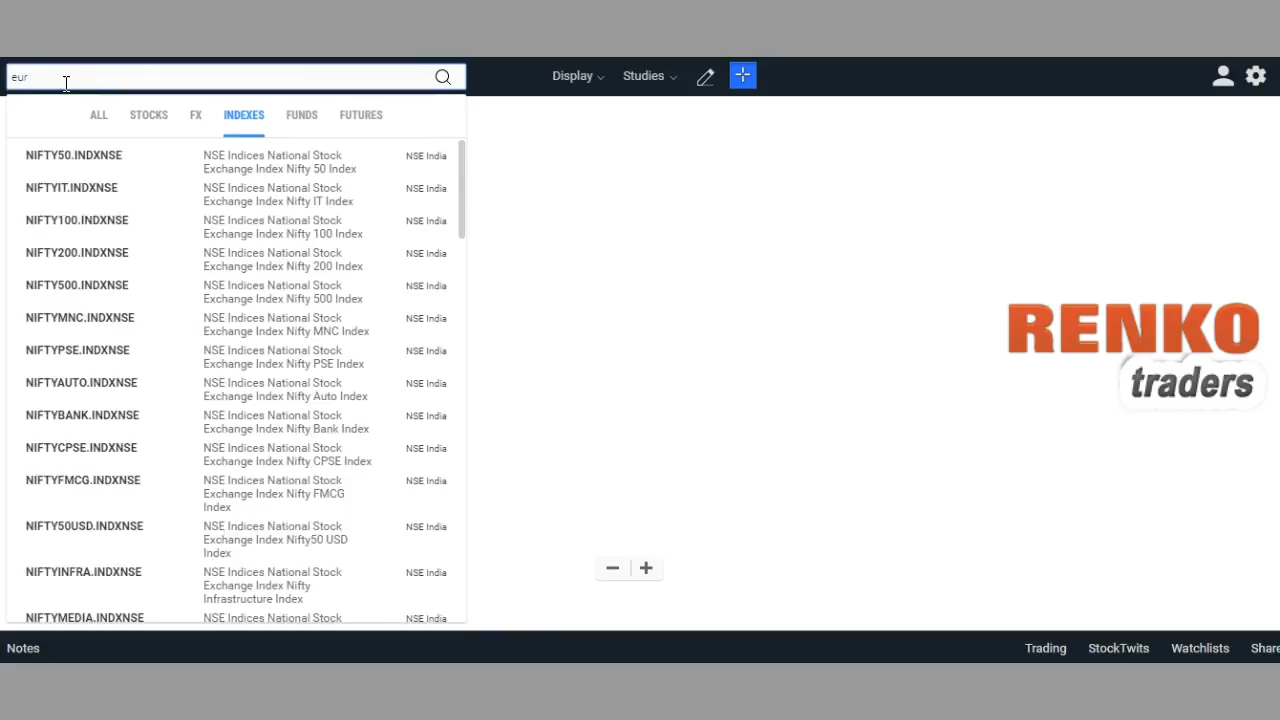 eur
Display
Studies
ALL STOCKS FX INDEXES FUNDS FUTURES
NIFTY50.INDXNSE NSE Indices National Stock NSE India
Exchange Index Nifty 50 Index
NIFTYIT.INDXNSE NSE Indices National Stock NSE India
Exchange Index Nifty IT Index
NIFTY100.INDXNSE NSE Indices National Stock NSE India
Exchange Index Nifty 100 Index
NIFTY200.INDXNSE NSE Indices National Stock NSE India
Exchange Index Nifty 200 Index
NIFTY500.INDXNSE NSE Indices National Stock NSE India
Exchange Index Nifty 500 Index
NIFTYMNC.INDXNSE NSE Indices National Stock NSE India
Exchange Index Nifty MNC Index
NIFTYPSE.INDXNSE NSE Indices National Stock NSE India
Exchange Index Nifty PSE Index
NIFTYAUTO.INDXNSE NSE Indices National Stock NSE India
Exchange Index Nifty Auto Index
NIFTYBANK.INDXNSE NSE Indices National Stock NSE India
Exchange Index Nifty Bank Index
NIFTYCPSE.INDXNSE NSE Indices National Stock NSE India
Exchange Index Nifty CPSE Index
NIFTYFMCG.INDXNSE NSE Indices National Stock NSE India
Exchange Index Nifty FMCG
Index
NIFTY50USD.INDXNSE NSE Indices National Stock NSE India
Exchange Index Nifty50 USD
Index
NIFTYINFRA.INDXNSE NSE Indices National Stock NSE India
Exchange Index Nifty
Infrastructure Index
NIFTYMEDIA.INDXNSE NSE Indices National Stock NSE India
RENKO
traders
Notes
Trading StockTwits Watchlists Share